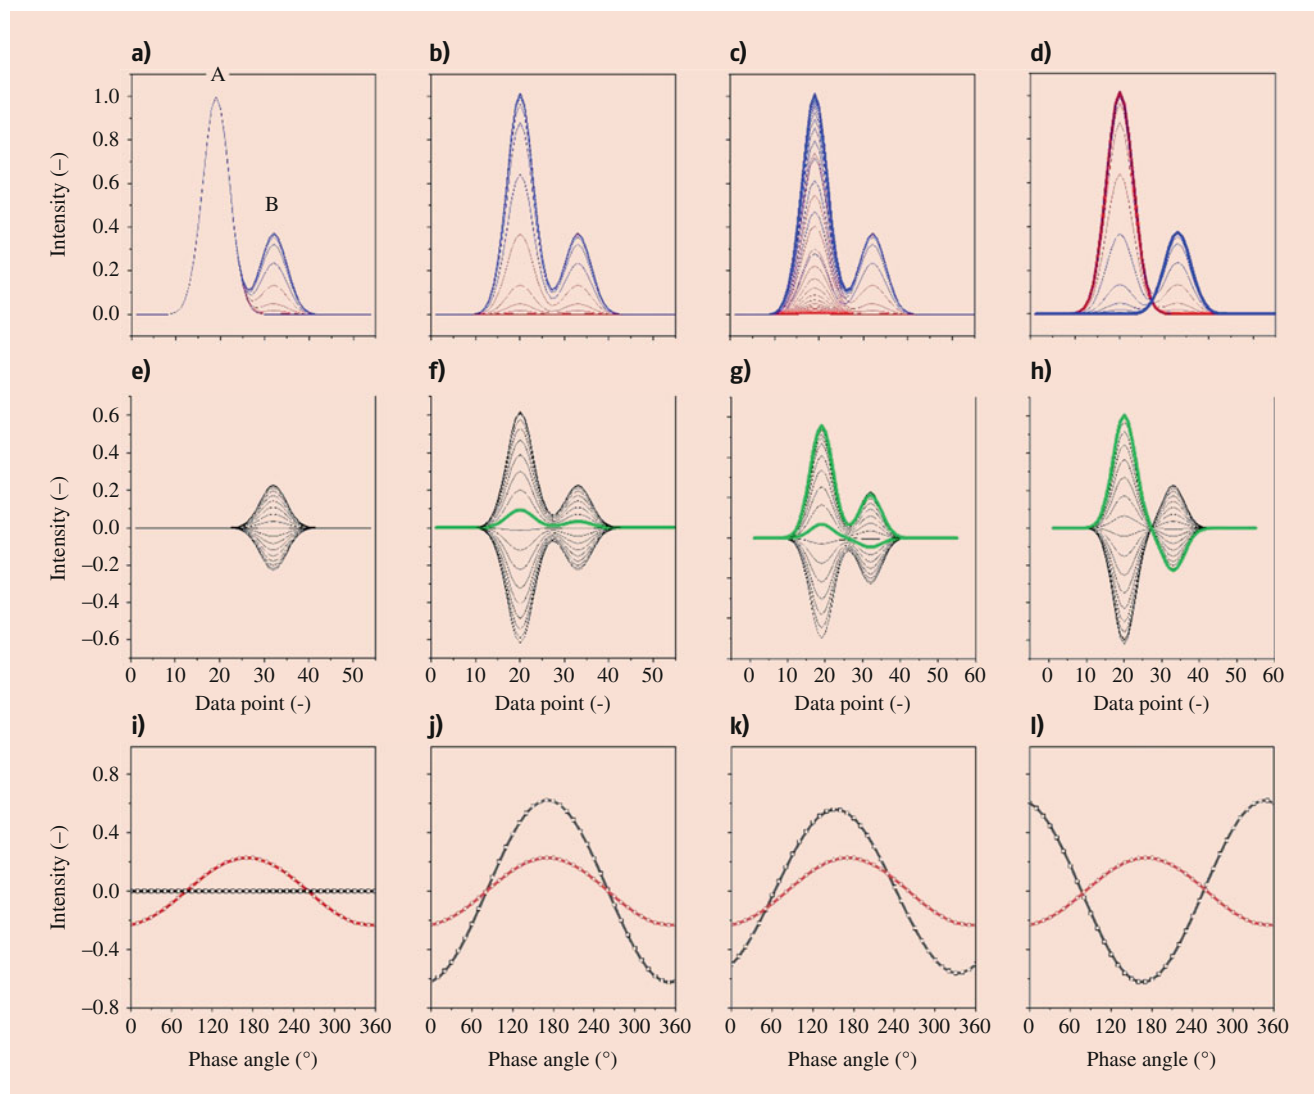 a) b) c) d)
A
B
Intensity (–)
1.0
0.8
0.6
0.4
0.2
0.0
e) f) g) h)
Intensity (–)
0.6
0.4
0.2
0.0
–0.2
–0.4
–0.6
0 10 20 30 40 50 0 10 20 30 40 50 0 10 20 30 40 50 60 0 10 20 30 40 50 60
Data point (-) Data point (-) Data point (-) Data point (-)
i) j) k) l)
Intensity (–)
0.8
0.4
0.0
–0.4
–0.8
0 60 120 180 240 300 360 0 60 120 180 240 300 360 0 60 120 180 240 300 360 0 60 120 180 240 300 360
Phase angle (°) Phase angle (°) Phase angle (°) Phase angle (°)